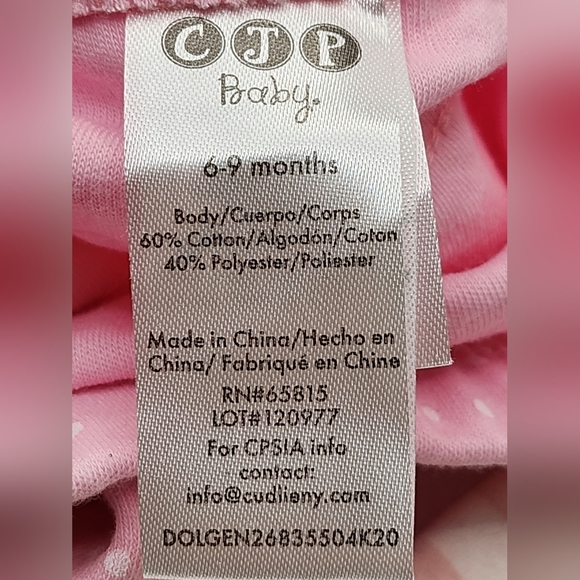 CJP
Baby.
6-9 months
Body/Cuerpo/Corps
60% Cotton/Algodón/Coton
40% Polyester/Poliester
Made in China/Hecho en
China/ Fabriqué en Chine
RN#65815
LOT#120977
For CPSIA info
contact:
info@cudlieny.com
DOLGEN26835504K20